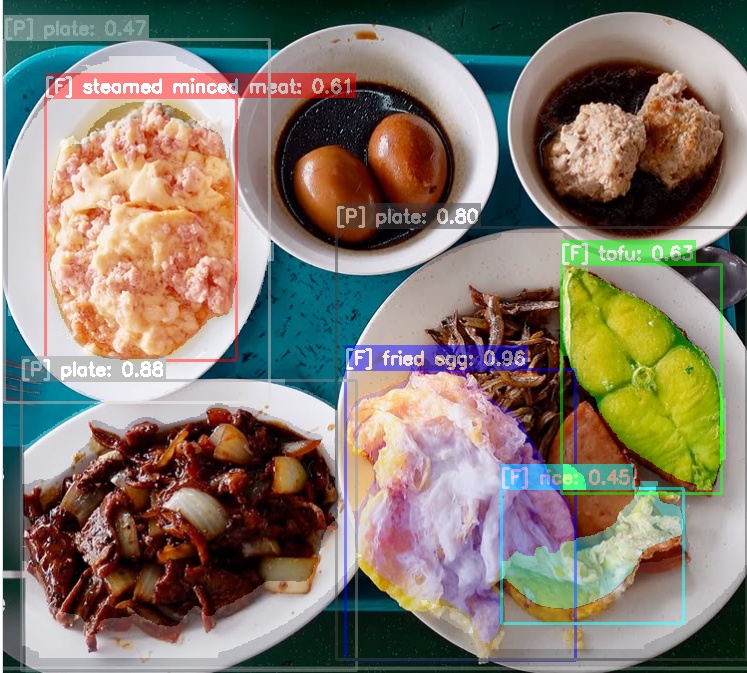 [P] plate: 0.47
[F] steamed minced meat: 0.61
[P] plate: 0.80
[F] tofu: 0.63
[F] fried egg: 0.96
[P] plate: 0.88
[F] rice: 0.45